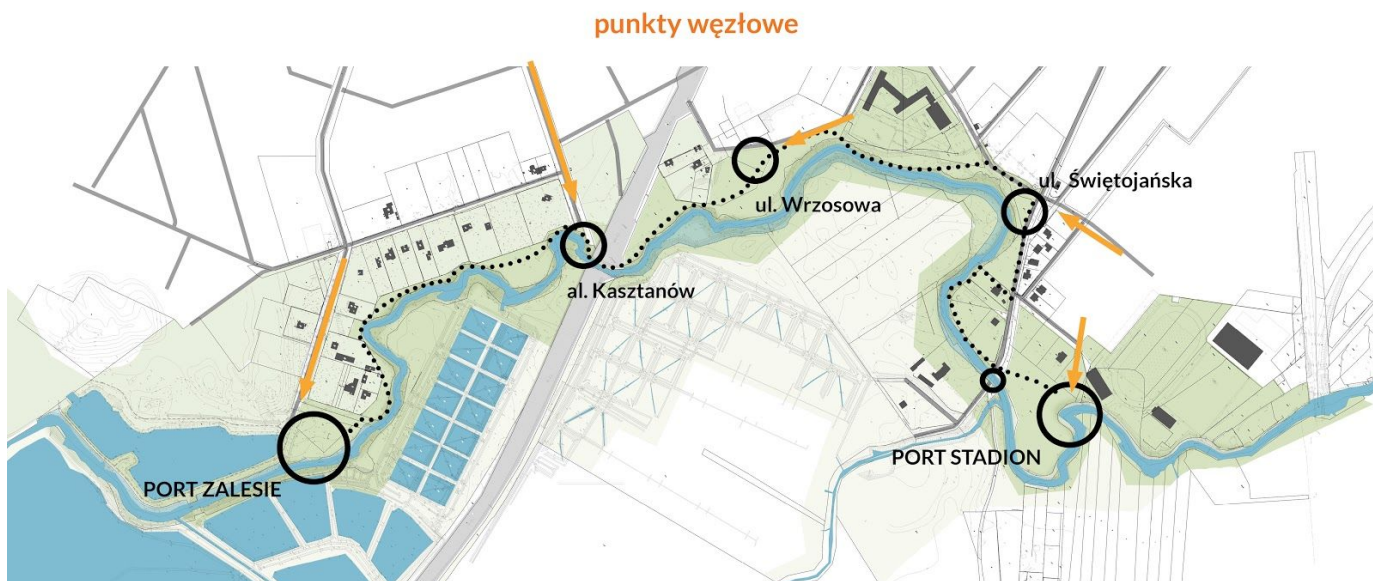 punkty węzłowe
ul. Świętojańska
ul. Wrzosowa
al. Kasztanów
PORT STADION
PORT ZALESIE